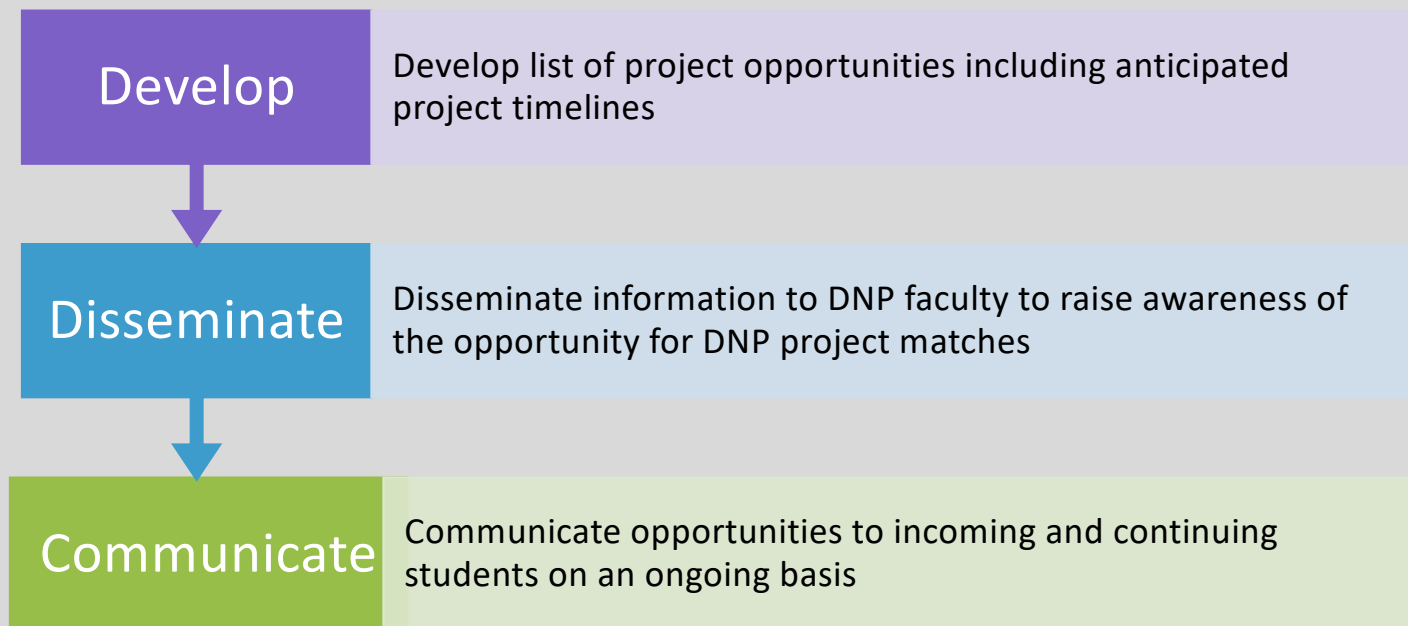 Develop
Develop list of project opportunities including anticipated
project timelines
Disseminate
Disseminate information to DNP faculty to raise awareness of
the opportunity for DNP project matches
Communicate
Communicate opportunities to incoming and continuing
students on an ongoing basis